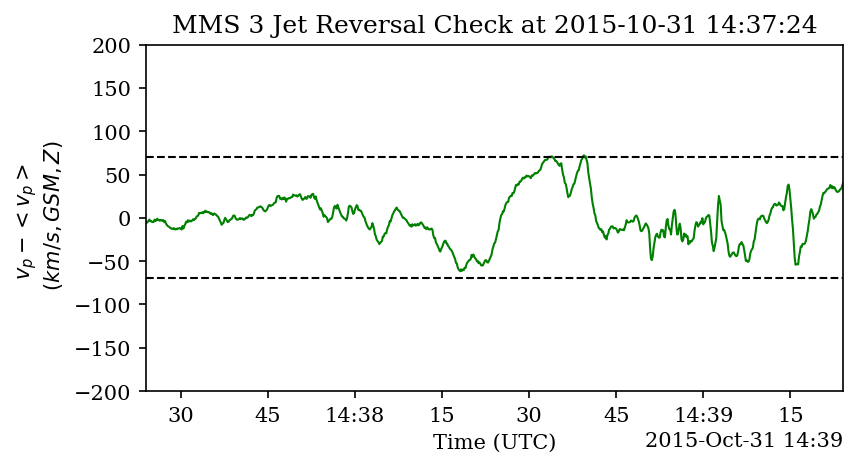 MMS 3 Jet Reversal Check at 2015-10-31 14:37:24
200
150
100
50
0
−50
−100
−150
−200
v_p − < v_p >
(km/s, GSM, Z)
30 45 14:38 15 30 45 14:39 15
Time (UTC)
2015-Oct-31 14:39